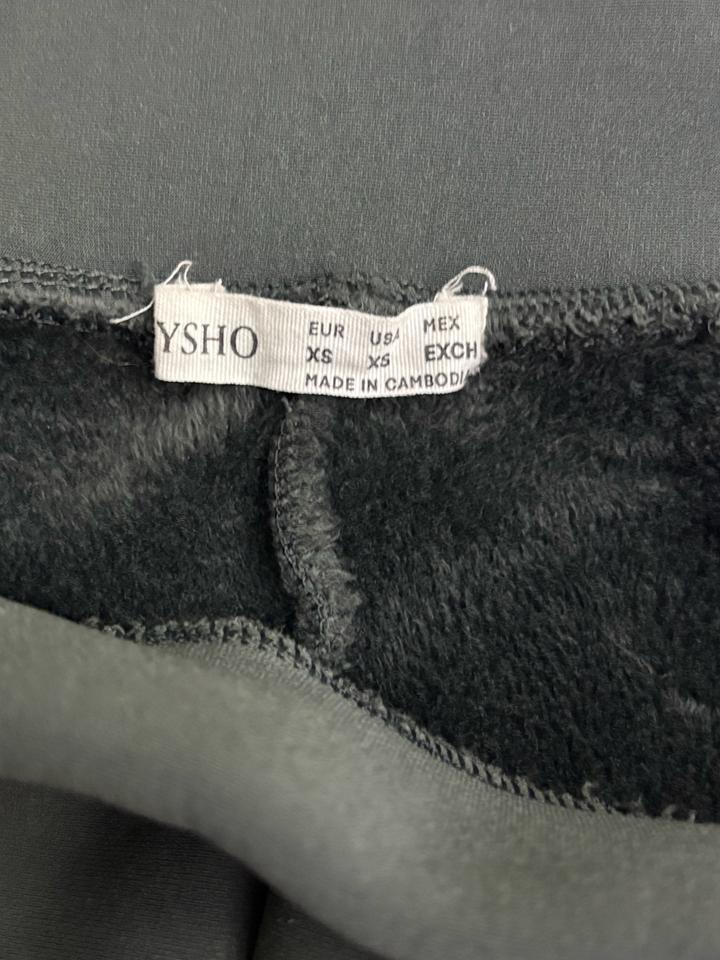 YSHO
EUR USA MEX
XS XS EXCH
MADE IN CAMBODIA